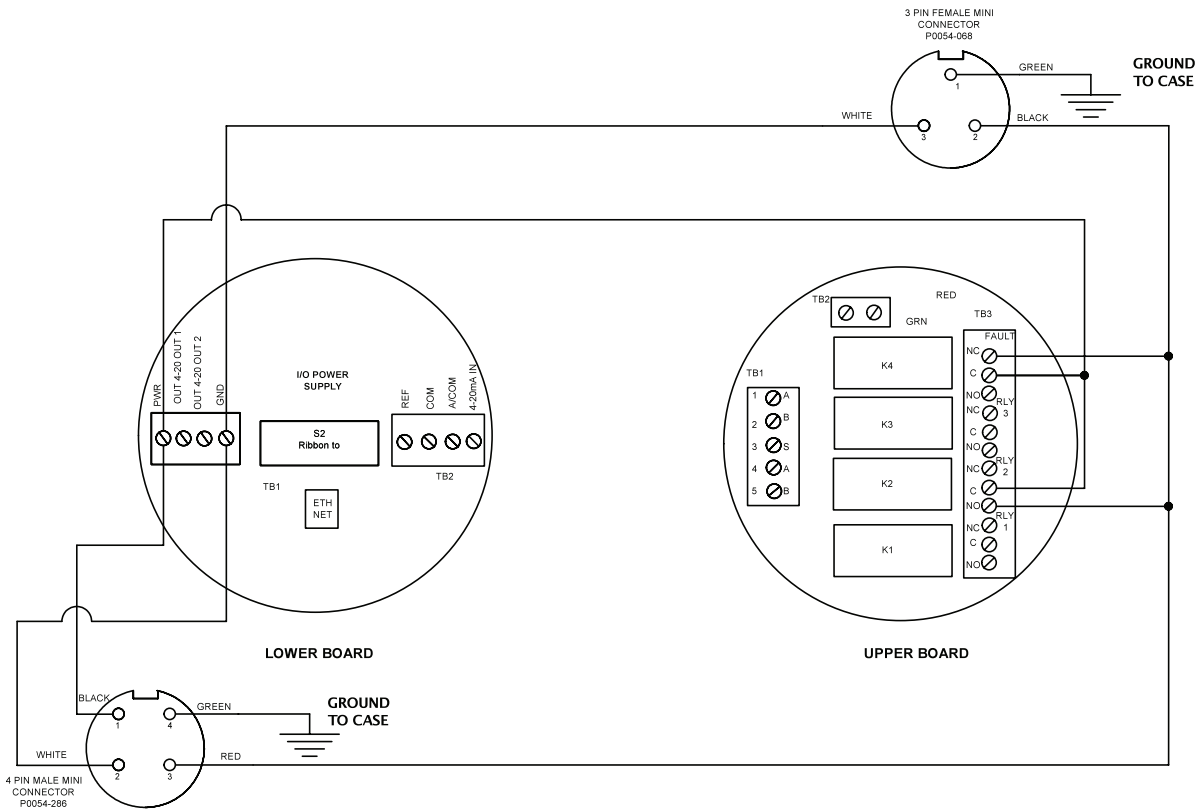 3 PIN FEMALE MINI
CONNECTOR
P0054-068
GREEN
GROUND
TO CASE
1
WHITE
BLACK
3
2
PWR
OUT 4-20 OUT 1
OUT 4-20 OUT 2
GND
I/O POWER
SUPPLY
REF
COM
A/COM
4-20mA IN
S2
Ribbon to
TB1
TB2
ETH
NET
LOWER BOARD
RED
TB2
GRN
TB3
FAULT
NC
C
NO
RLY
3
NC
C
NO
RLY
2
NC
C
NO
RLY
1
NC
C
NO
K4
K3
K2
K1
TB1
1 A
2 B
3 S
4 A
5 B
UPPER BOARD
BLACK
GREEN
GROUND
TO CASE
1
4
WHITE
RED
2
3
4 PIN MALE MINI
CONNECTOR
P0054-286